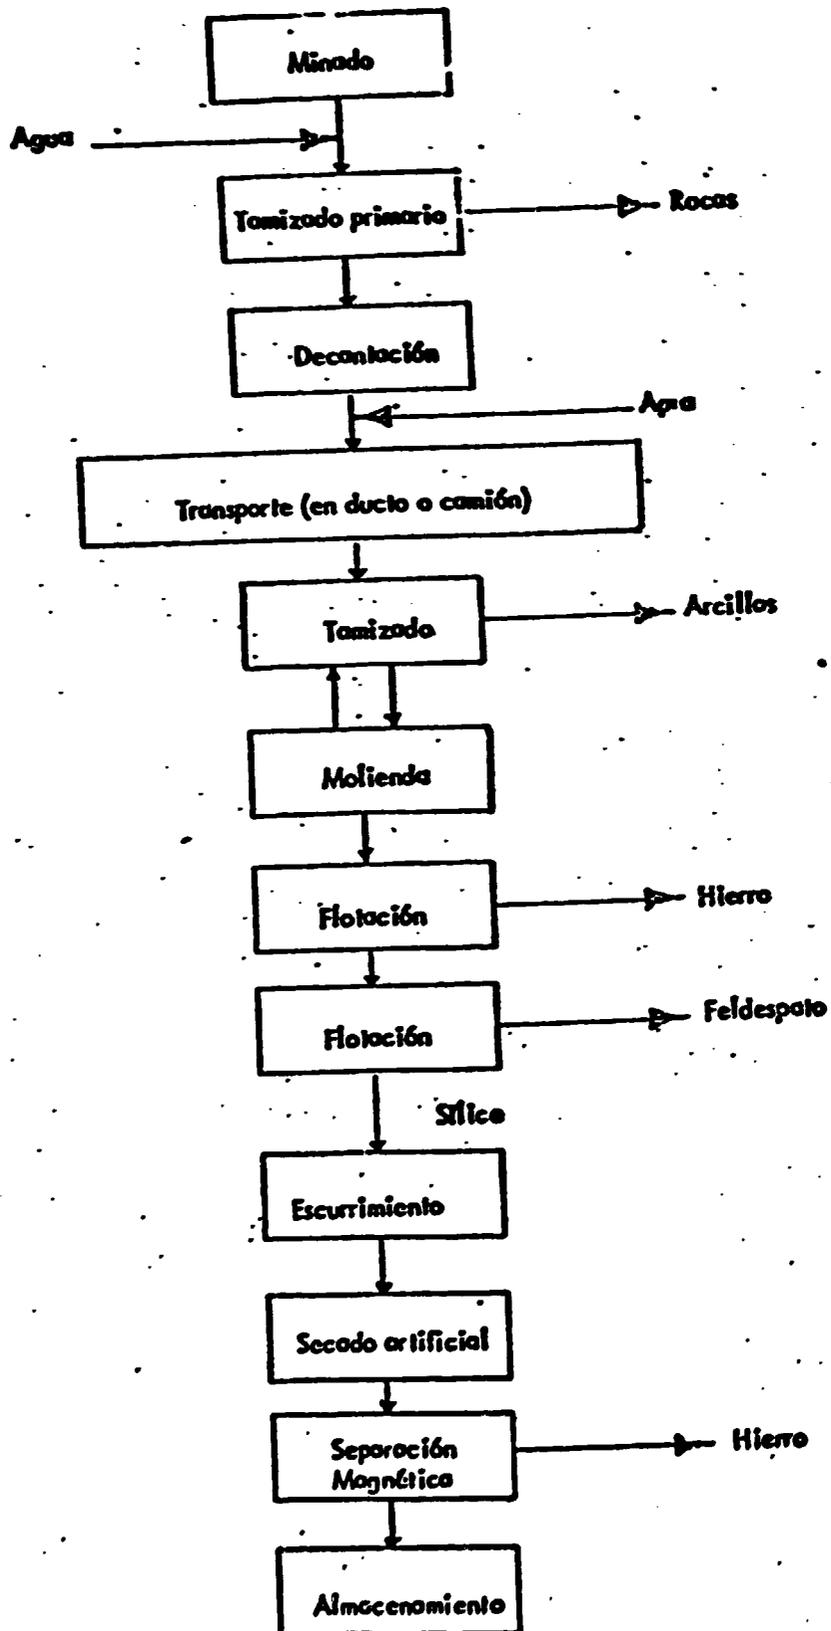 Minado
Agua
Tamizado primario
Rocas
Decantación
Agua
Transporte (en ducto o camión)
Tamizado
Arcillas
Molienda
Flotación
Hierro
Flotación
Feldespato
Sílice
Escurrimiento
Secado artificial
Separación
Magnética
Hierro
Almacenamiento